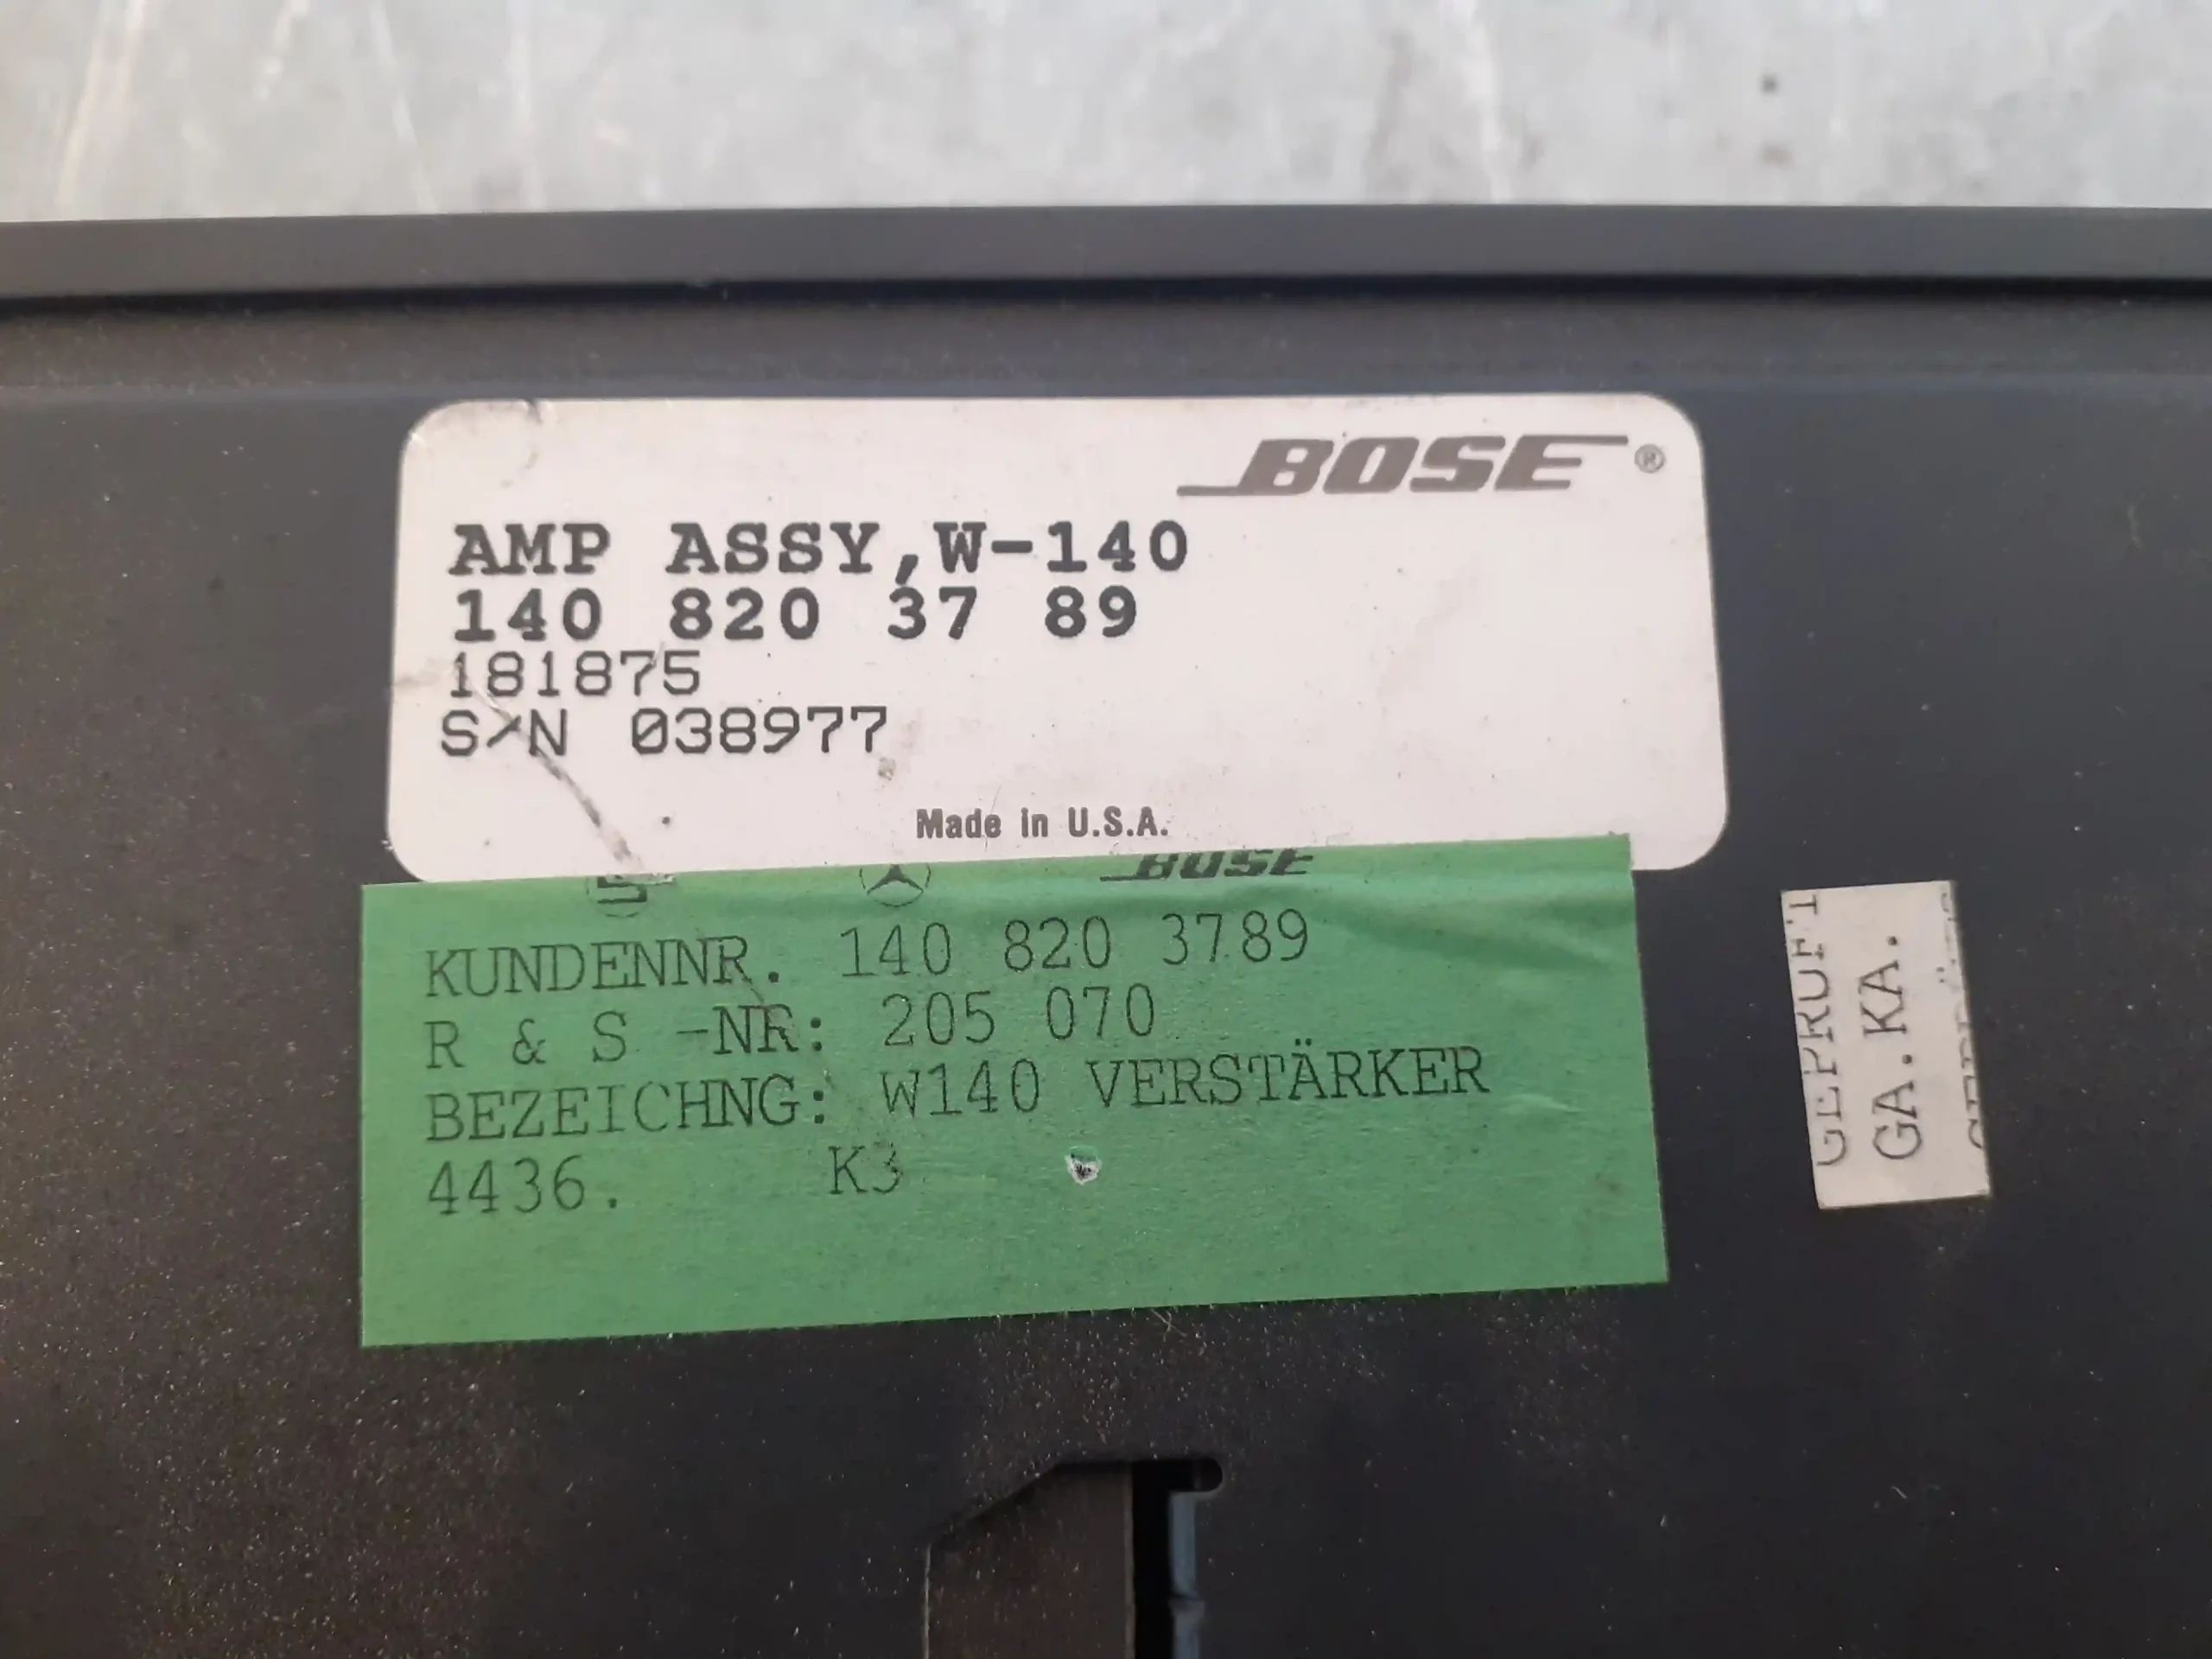 BOSE®
AMP ASSY,W-140
140 820 37 89
181875
S/N 038977
Made in U.S.A.
BOSE
KUNDENNR. 140 820 3789
R & S -NR: 205 070
BEZEICHNG: W140 VERSTÄRKER
4436. K3
GEPRÜFT
GA.KA.